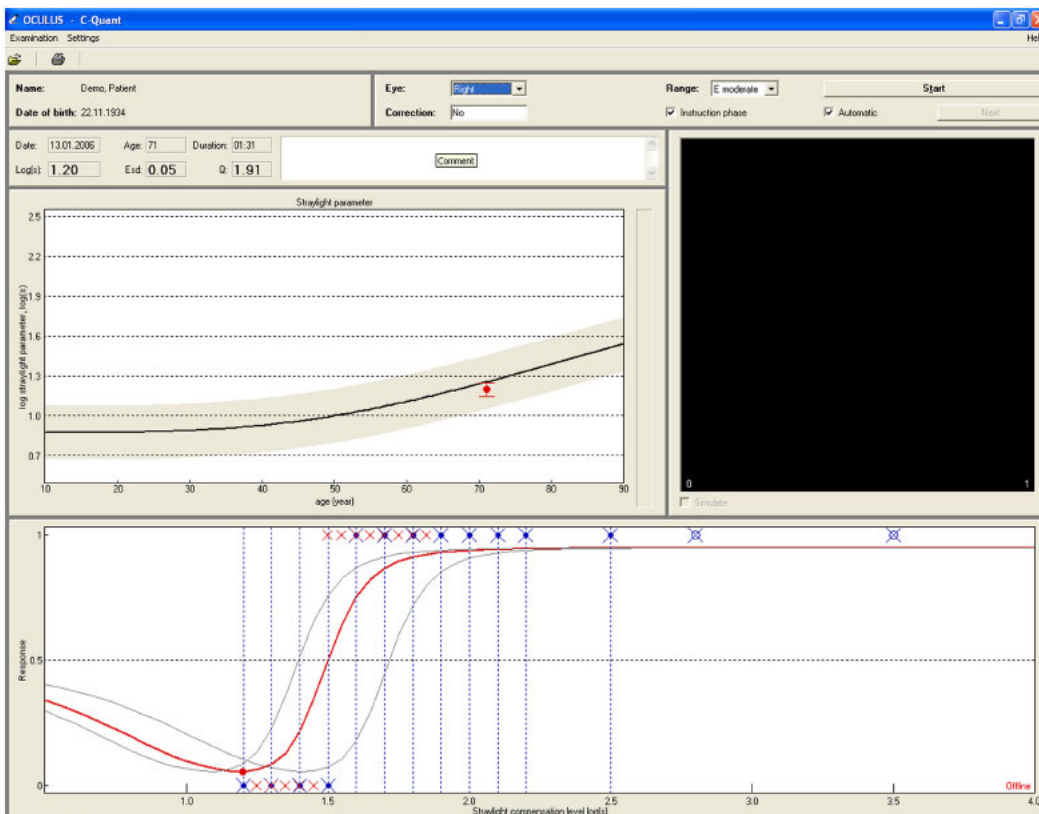 OCULUS - C-Quant
Examination Settings
Name: Demo, Patient
Date of birth: 22.11.1934
Eye: Right
Correction: No
Range: E moderate
Start
Instruction phase
Automatic
Next
Date: 13.01.2006 Age: 71 Duration: 01:31
Log(s): 1.20 Esd: 0.05 Q: 1.91
Comment
Straylight parameter
log straylight parameter, log(s)
2.5
2.2
1.9
1.6
1.3
1.0
0.7
10 20 30 40 50 60 70 80 90
age (year)
0 1
Simulate
Response
1
0.5
0
Offline
1.0 1.5 2.0 2.5 3.0 3.5 4.0
Straylight compensation level log(s)